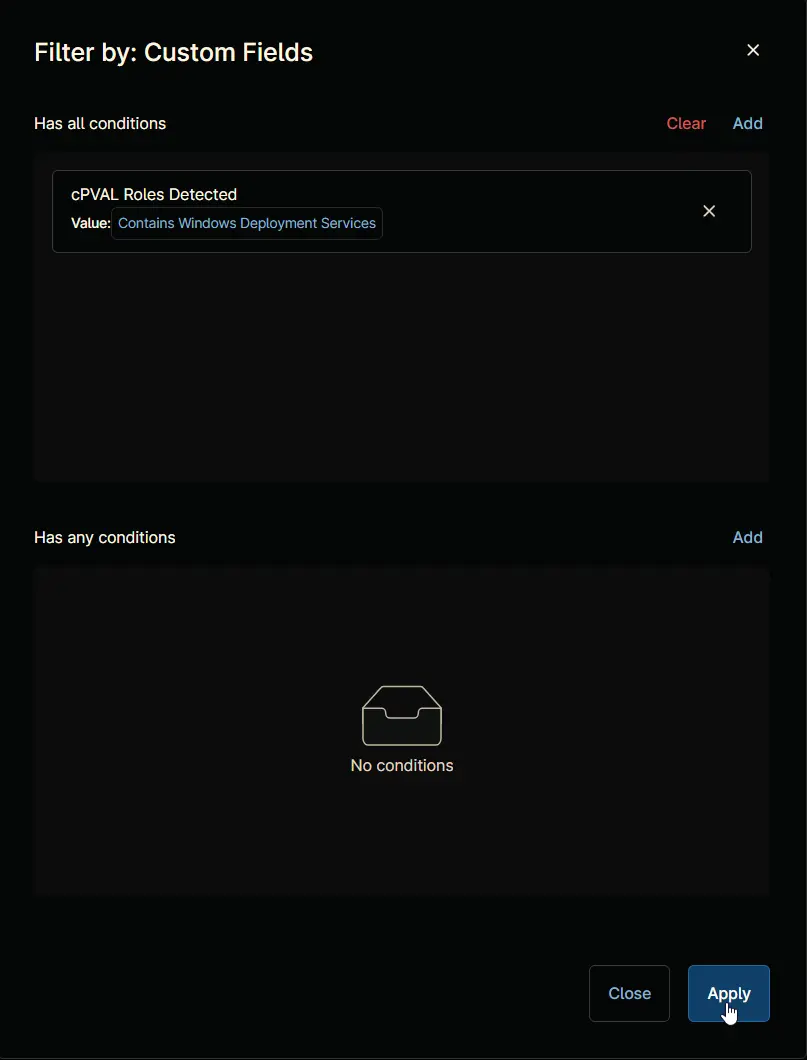 Filter by: Custom Fields
Has all conditions
Clear
Add
cPVAL Roles Detected
Value: Contains Windows Deployment Services
Has any conditions
Add
No conditions
Close
Apply